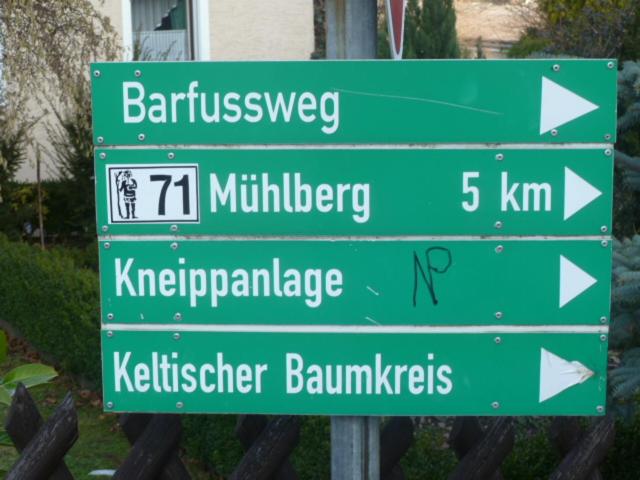 Barfussweg
71 Mühlberg 5 km
Kneippanlage NP
Keltischer Baumkreis